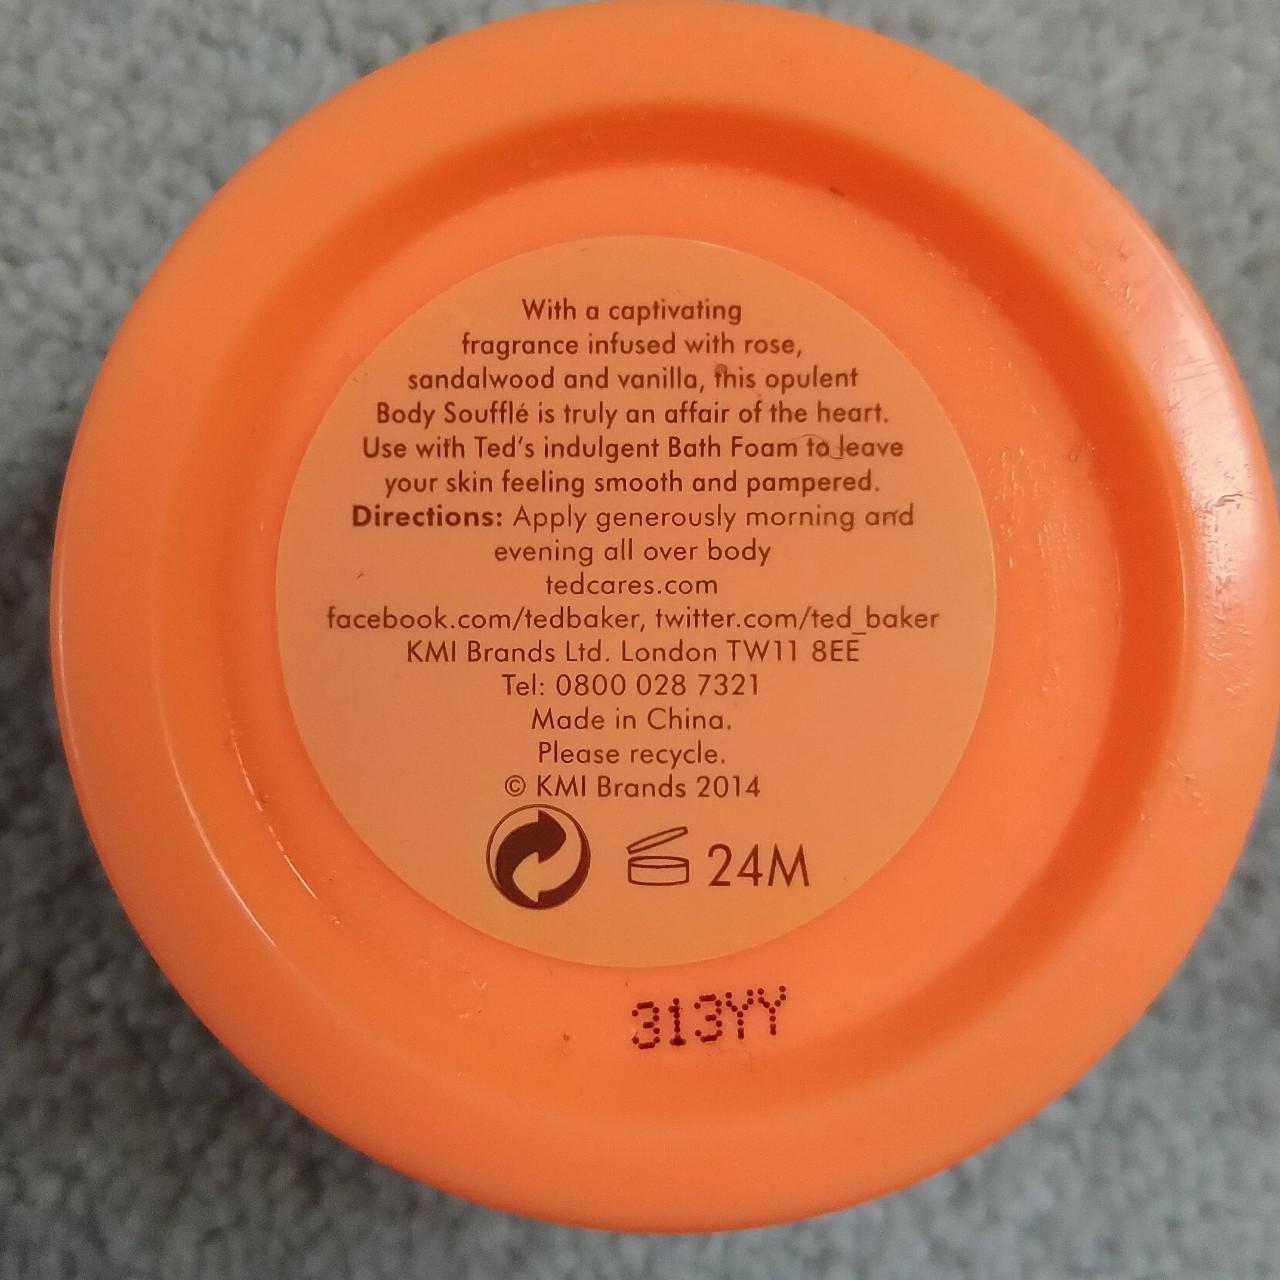 With a captivating
fragrance infused with rose,
sandalwood and vanilla, this opulent
Body Soufflé is truly an affair of the heart.
Use with Ted's indulgent Bath Foam to leave
your skin feeling smooth and pampered.
Directions: Apply generously morning and
evening all over body
tedcares.com
facebook.com/tedbaker, twitter.com/ted_baker
KMI Brands Ltd. London TW11 8EE
Tel: 0800 028 7321
Made in China.
Please recycle.
© KMI Brands 2014
24M
313YY